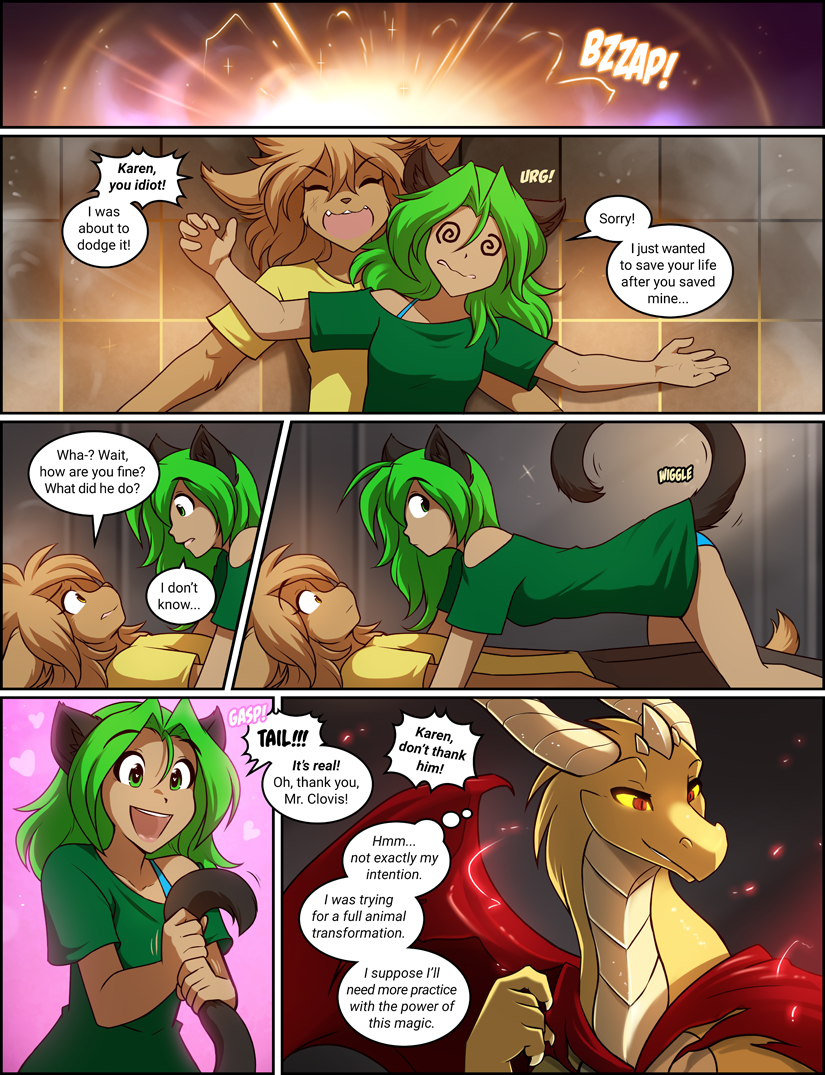 BZZAP!
Karen,
you idiot!
I was
about to
dodge it!
URG!
Sorry!
I just wanted
to save your life
after you saved
mine...
Wha-? Wait,
how are you fine?
What did he do?
I don't
know...
WIGGLE
GASP!
TAIL!!!
It's real!
Oh, thank you,
Mr. Clovis!
Karen,
don't thank
him!
Hmm...
not exactly my
intention.
I was trying
for a full animal
transformation.
I suppose I'll
need more practice
with the power of
this magic.